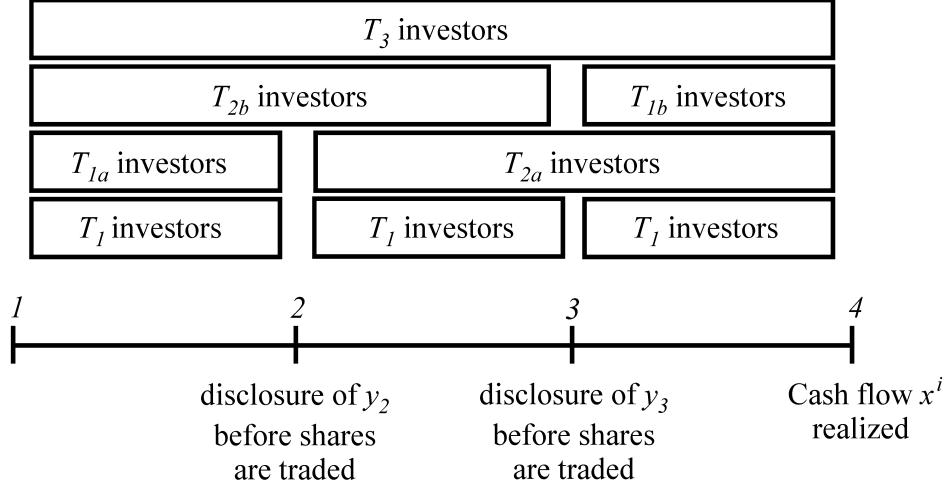 T3 investors
T2b investors
T1b investors
T1a investors
T2a investors
T1 investors
T1 investors
T1 investors
1
2
3
4
disclosure of y2
before shares
are traded
disclosure of y3
before shares
are traded
Cash flow x^i
realized